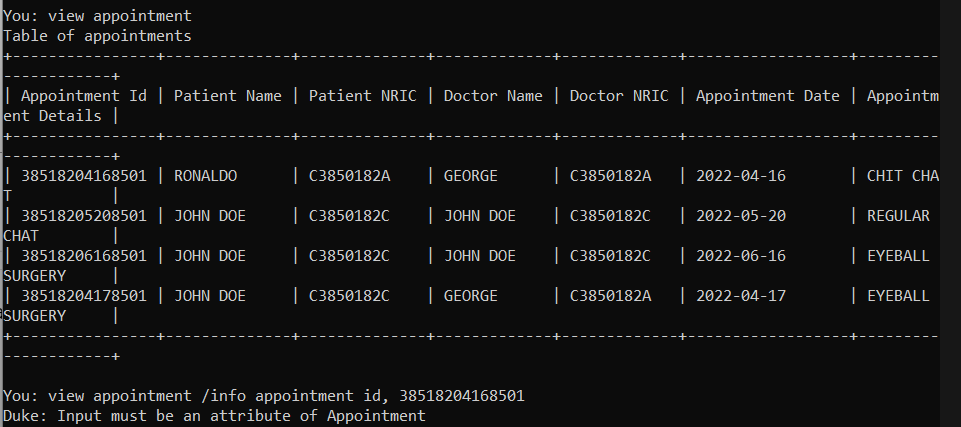 You: view appointment
Table of appointments
+----------------+--------------+--------------+-------------+-------------+------------------+---------
------------+
| Appointment Id | Patient Name | Patient NRIC | Doctor Name | Doctor NRIC | Appointment Date | Appointm
ent Details |
+----------------+--------------+--------------+-------------+-------------+------------------+---------
------------+
| 38518204168501 | RONALDO      | C3850182A    | GEORGE      | C3850182A   | 2022-04-16       | CHIT CHA
T           |
| 38518205208501 | JOHN DOE     | C3850182C    | JOHN DOE    | C3850182C   | 2022-05-20       | REGULAR
CHAT        |
| 38518206168501 | JOHN DOE     | C3850182C    | JOHN DOE    | C3850182C   | 2022-06-16       | EYEBALL
SURGERY     |
| 38518204178501 | JOHN DOE     | C3850182C    | GEORGE      | C3850182A   | 2022-04-17       | EYEBALL
SURGERY     |
+----------------+--------------+--------------+-------------+-------------+------------------+---------
------------+
You: view appointment /info appointment id, 38518204168501
Duke: Input must be an attribute of Appointment